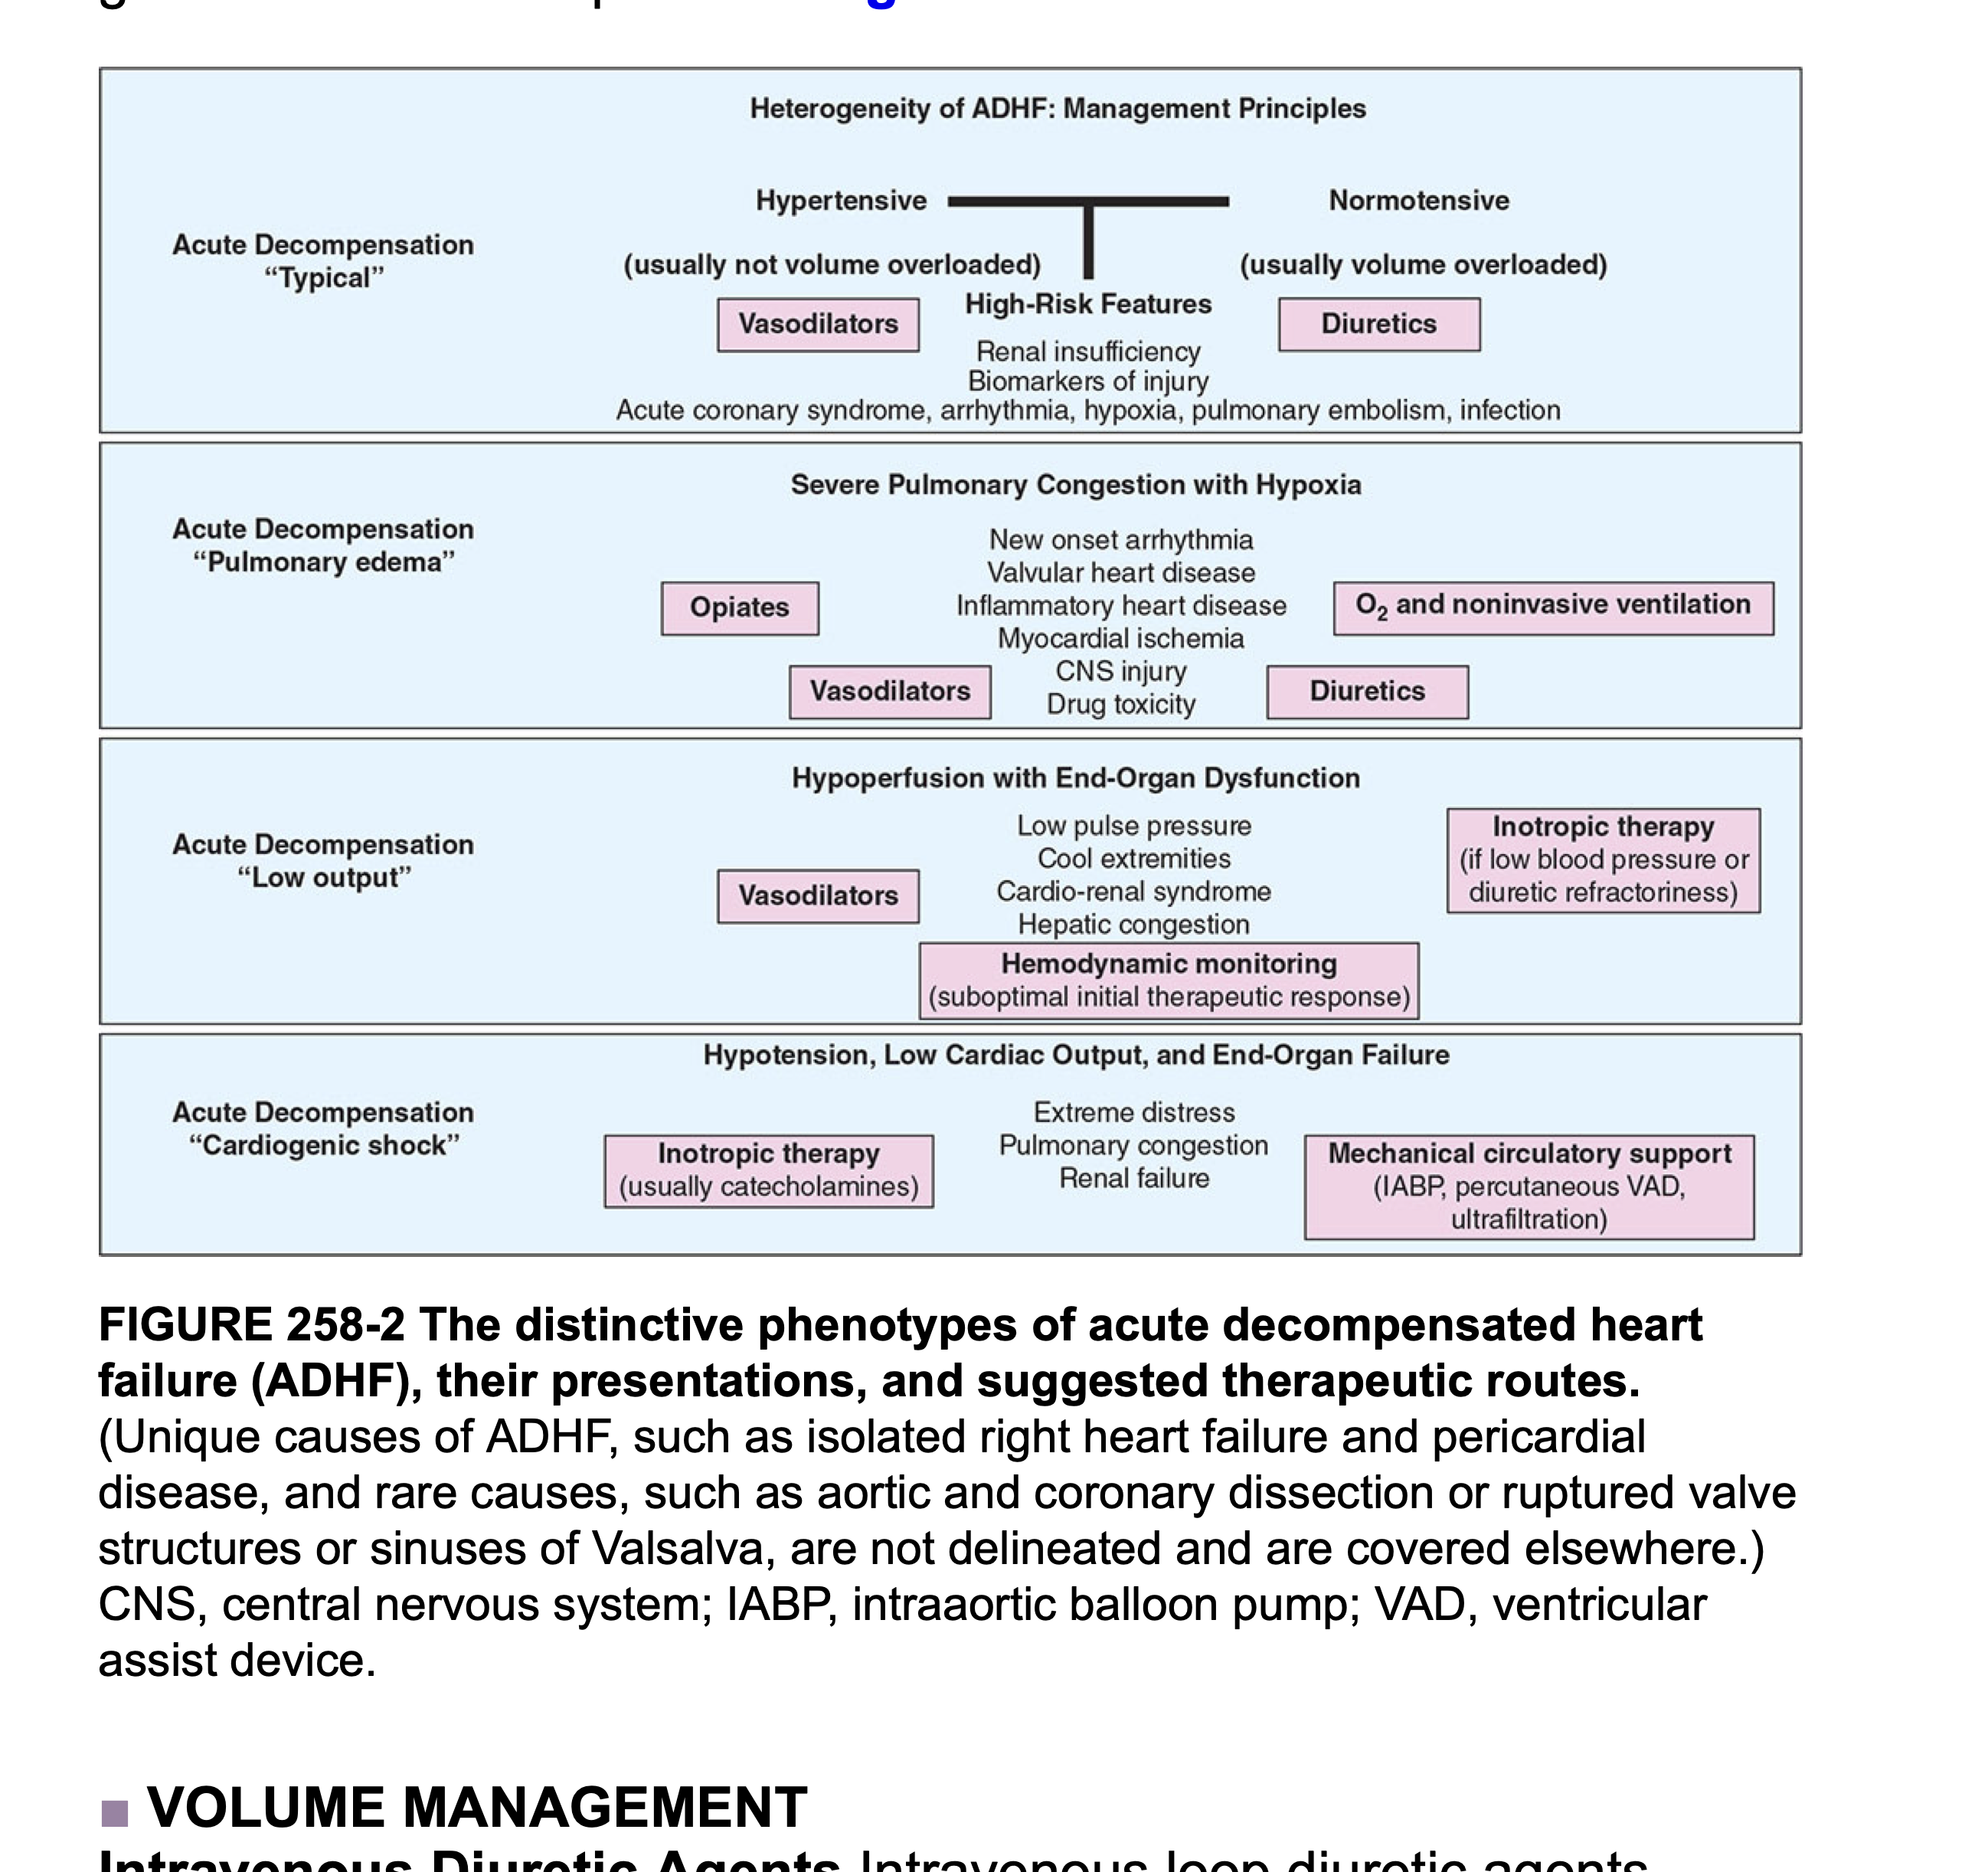 Heterogeneity of ADHF: Management Principles
Acute Decompensation
“Typical”
Hypertensive
Normotensive
(usually not volume overloaded)
(usually volume overloaded)
Vasodilators
High-Risk Features
Diuretics
Renal insufficiency
Biomarkers of injury
Acute coronary syndrome, arrhythmia, hypoxia, pulmonary embolism, infection
Severe Pulmonary Congestion with Hypoxia
Acute Decompensation
“Pulmonary edema”
New onset arrhythmia
Valvular heart disease
Inflammatory heart disease
Myocardial ischemia
CNS injury
Drug toxicity
Opiates
O₂ and noninvasive ventilation
Vasodilators
Diuretics
Hypoperfusion with End-Organ Dysfunction
Acute Decompensation
“Low output”
Low pulse pressure
Cool extremities
Cardio-renal syndrome
Hepatic congestion
Vasodilators
Inotropic therapy
(if low blood pressure or
diuretic refractoriness)
Hemodynamic monitoring
(suboptimal initial therapeutic response)
Hypotension, Low Cardiac Output, and End-Organ Failure
Acute Decompensation
“Cardiogenic shock”
Inotropic therapy
(usually catecholamines)
Extreme distress
Pulmonary congestion
Renal failure
Mechanical circulatory support
(IABP, percutaneous VAD,
ultrafiltration)
FIGURE 258-2 The distinctive phenotypes of acute decompensated heart
failure (ADHF), their presentations, and suggested therapeutic routes.
(Unique causes of ADHF, such as isolated right heart failure and pericardial
disease, and rare causes, such as aortic and coronary dissection or ruptured valve
structures or sinuses of Valsalva, are not delineated and are covered elsewhere.)
CNS, central nervous system; IABP, intraaortic balloon pump; VAD, ventricular
assist device.
■ VOLUME MANAGEMENT
Intravenous Diuretic Agents Intravenous loop diuretic agents